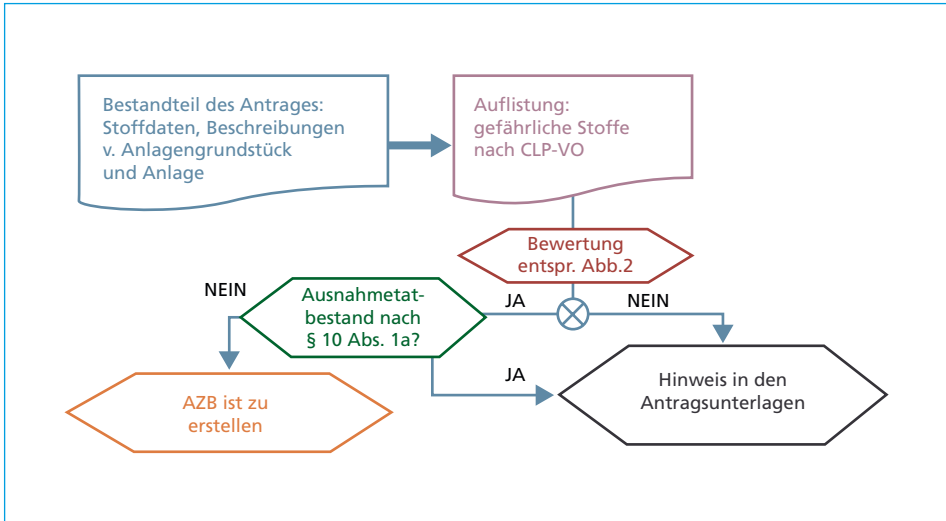 Bestandteil des Antrages:
Stoffdaten, Beschreibungen
v. Anlagengrundstück
und Anlage
Auflistung:
gefährliche Stoffe
nach CLP-VO
Bewertung
entspr. Abb.2
NEIN
Ausnahmetat-
bestand nach
§ 10 Abs. 1a?
JA
NEIN
JA
AZB ist zu
erstellen
Hinweis in den
Antragsunterlagen